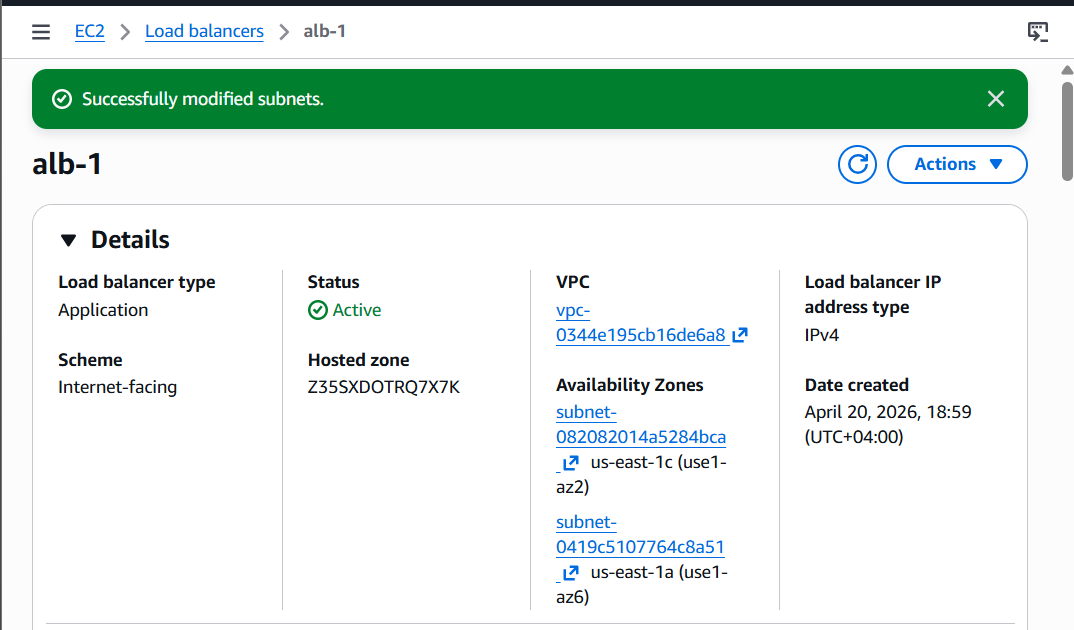 EC2 > Load balancers > alb-1
Successfully modified subnets.
alb-1
Actions
Details
Load balancer type
Application
Scheme
Internet-facing
Status
Active
Hosted zone
Z35SXDOTRQ7X7K
VPC
vpc-
0344e195cb16de6a8
Availability Zones
subnet-
082082014a5284bca
us-east-1c (use1-
az2)
subnet-
0419c5107764c8a51
us-east-1a (use1-
az6)
Load balancer IP
address type
IPv4
Date created
April 20, 2026, 18:59
(UTC+04:00)